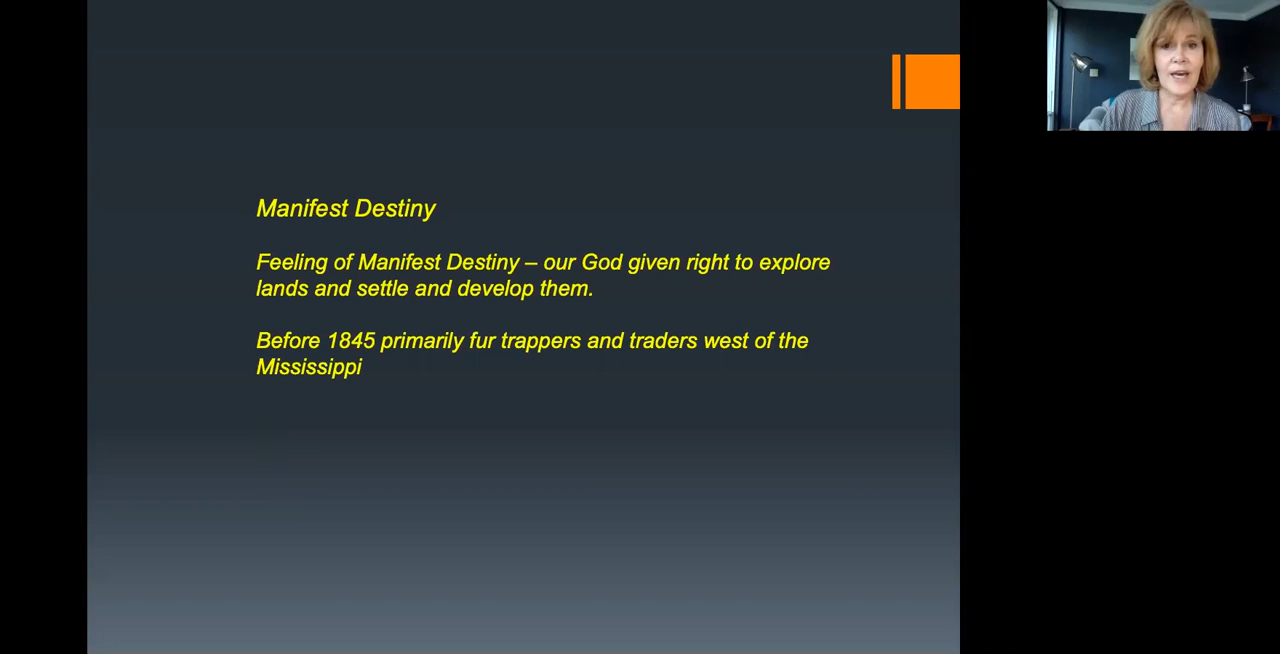 Manifest Destiny
Feeling of Manifest Destiny – our God given right to explore
lands and settle and develop them.
Before 1845 primarily fur trappers and traders west of the
Mississippi